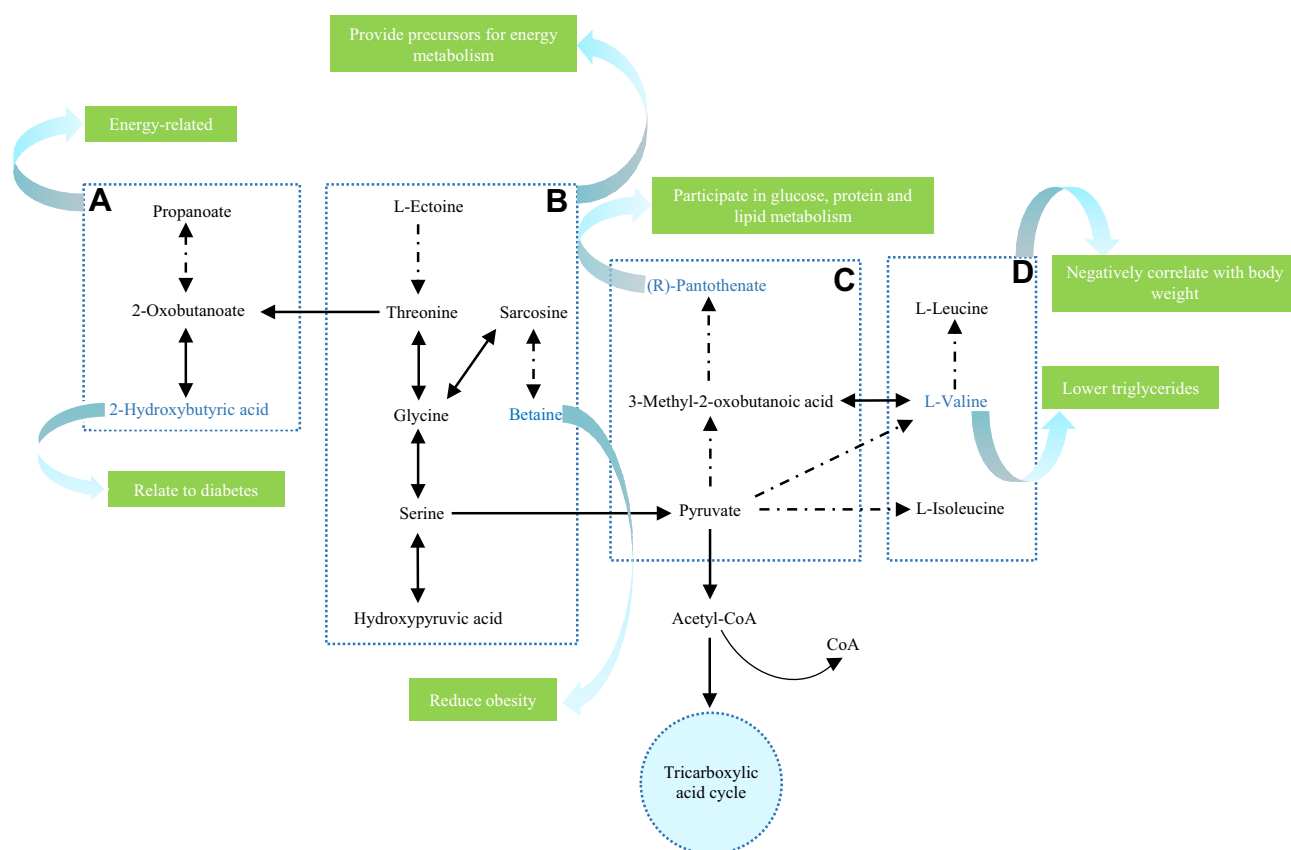 Provide precursors for energy
metabolism
Energy-related
A
B
Propanoate
L-Ectoine
Participate in glucose, protein and
lipid metabolism
C
D
(R)-Pantothenate
Negatively correlate with body
weight
2-Oxobutanoate
Threonine
Sarcosine
L-Leucine
2-Hydroxybutyric acid
Glycine
Betaine
3-Methyl-2-oxobutanoic acid
L-Valine
Lower triglycerides
Relate to diabetes
Serine
Pyruvate
L-Isoleucine
Hydroxypyruvic acid
Acetyl-CoA
CoA
Reduce obesity
Tricarboxylic
acid cycle